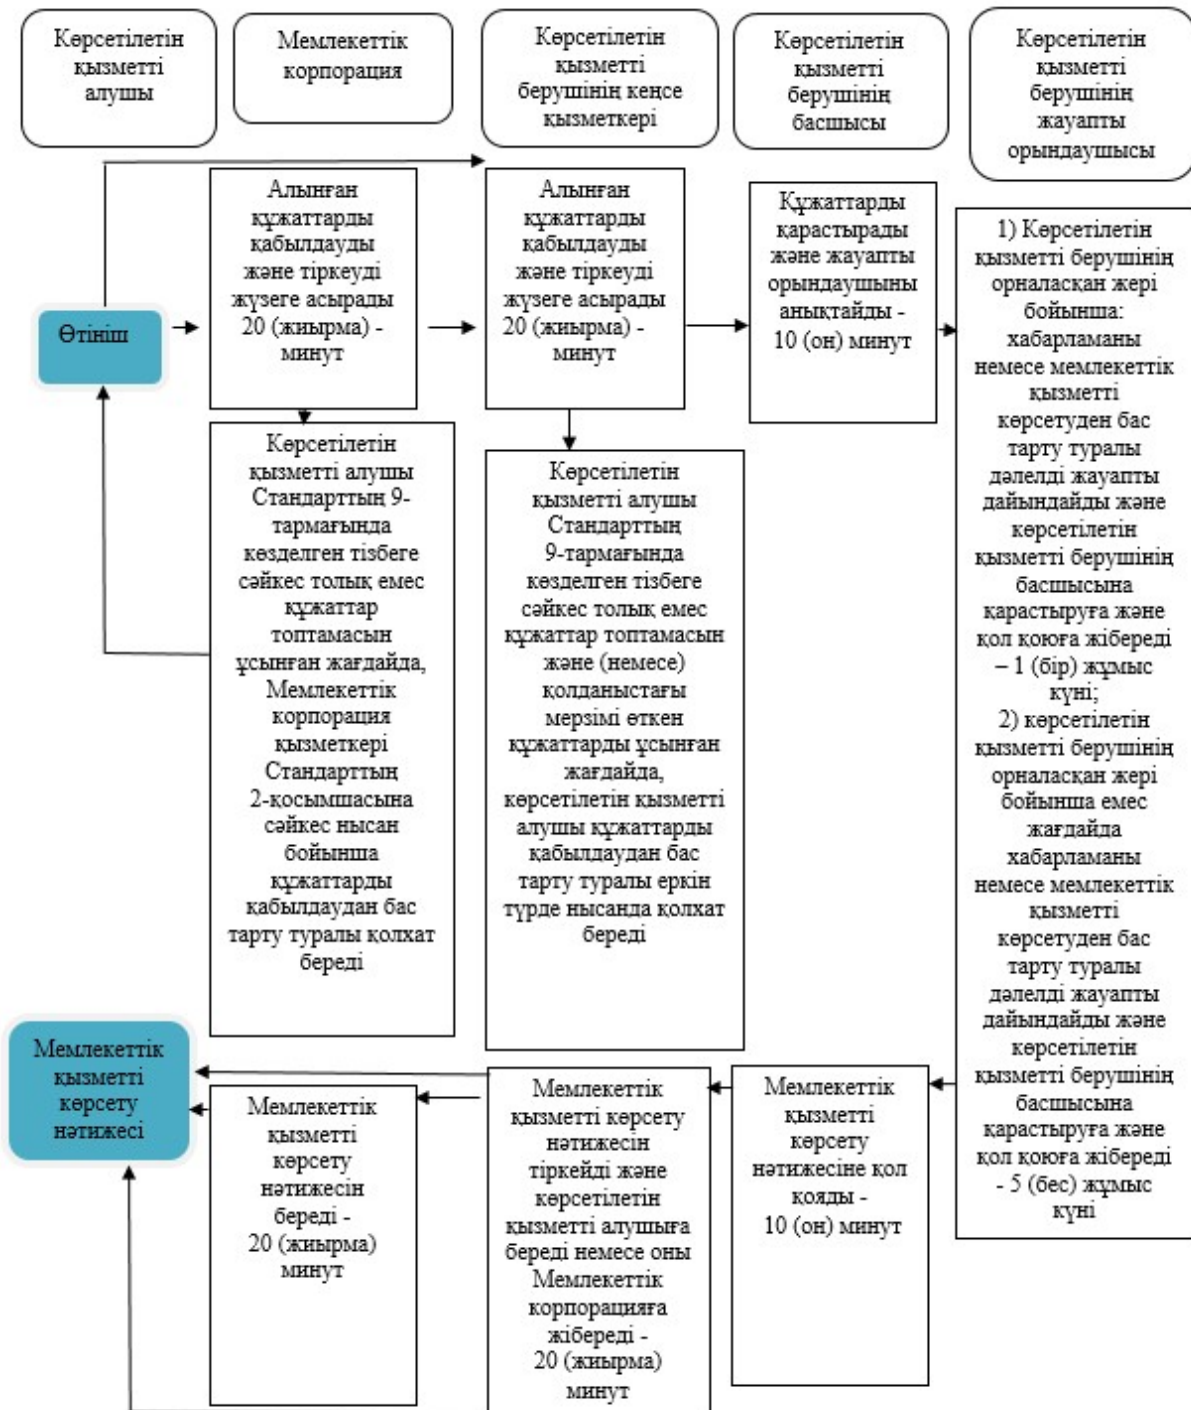 Көрсетілетін
қызметті
алушы
Мемлекеттік
корпорация
Көрсетілетін
қызметті
берушінің кеңсе
қызметкері
Көрсетілетін
қызметті
берушінің
басшысы
Көрсетілетін
қызметті
берушінің
жауапты
орындаушысы
Өтініш
Алынған
құжаттарды
қабылдауды
және тіркеуді
жүзеге асырады
20 (жиырма) -
минут
Алынған
құжаттарды
қабылдауды
және тіркеуді
жүзеге асырады
20 (жиырма) -
минут
Құжаттарды
қарастырады
және жауапты
орындаушыны
анықтайды -
10 (он) минут
1) Көрсетілетін
қызметті берушінің
орналасқан жері
бойынша:
хабарламаны
немесе мемлекеттік
қызметті
көрсетуден бас
тарту туралы
дәлелді жауапты
дайындайды және
көрсетілетін
қызметті берушінің
басшысына
қарастыруға және
қол қоюға жібереді
– 1 (бір) жұмыс
күні;
2) көрсетілетін
қызметті берушінің
орналасқан жері
бойынша емес
жағдайда
хабарламаны
немесе мемлекеттік
қызметті
көрсетуден бас
тарту туралы
дәлелді жауапты
дайындайды және
көрсетілетін
қызметті берушінің
басшысына
қарастыруға және
қол қоюға жібереді
- 5 (бес) жұмыс
күні
Көрсетілетін
қызметті алушы
Стандарттың 9-
тармағында
көзделген тізбеге
сәйкес толық емес
құжаттар
топтамасын
ұсынған жағдайда,
Мемлекеттік
корпорация
қызметкері
Стандарттың
2-қосымшасына
сәйкес нысан
бойынша
құжаттарды
қабылдаудан бас
тарту туралы қолхат
береді
Көрсетілетін
қызметті алушы
Стандарттың
9-тармағында
көзделген тізбеге
сәйкес толық емес
құжаттар топтамасын
және (немесе)
қолданыстағы
мерзімі өткен
құжаттарды ұсынған
жағдайда,
көрсетілетін қызметті
алушы құжаттарды
қабылдаудан бас
тарту туралы еркін
түрде нысанда қолхат
береді
Мемлекеттік
қызметті
көрсету
нәтижесі
Мемлекеттік
қызметті
көрсету
нәтижесін
береді -
20 (жиырма)
минут
Мемлекеттік
қызметті көрсету
нәтижесін
тіркейді және
көрсетілетін
қызметті алушыға
береді немесе оны
Мемлекеттік
корпорацияға
жібереді -
20 (жиырма)
минут
Мемлекеттік
қызметті
көрсету
нәтижесіне қол
қояды -
10 (он) минут